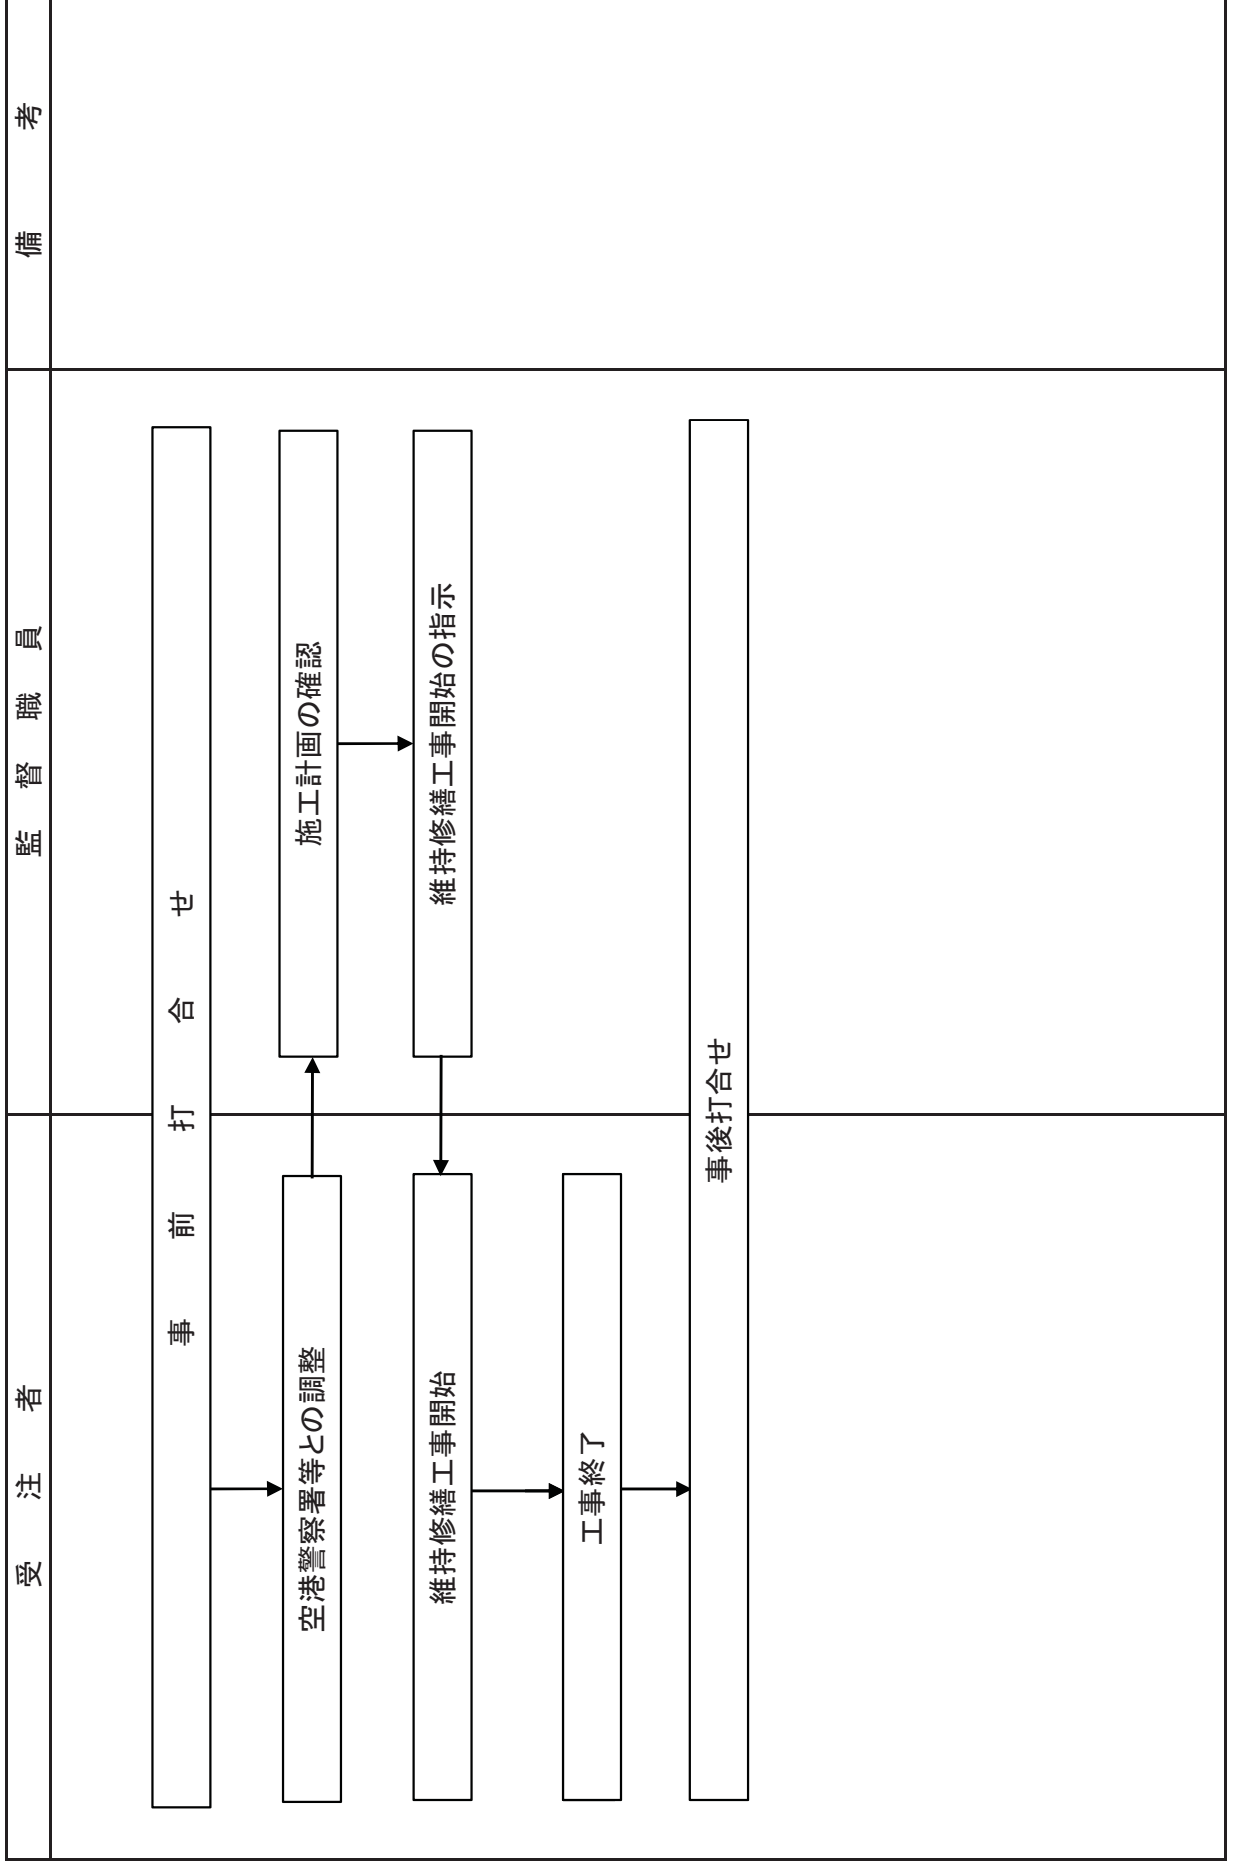 受注者
監督職員
備考
事前打合せ
空港警察署等との調整
施工計画の確認
維持修繕工事開始の指示
維持修繕工事開始
工事終了
事後打合せ